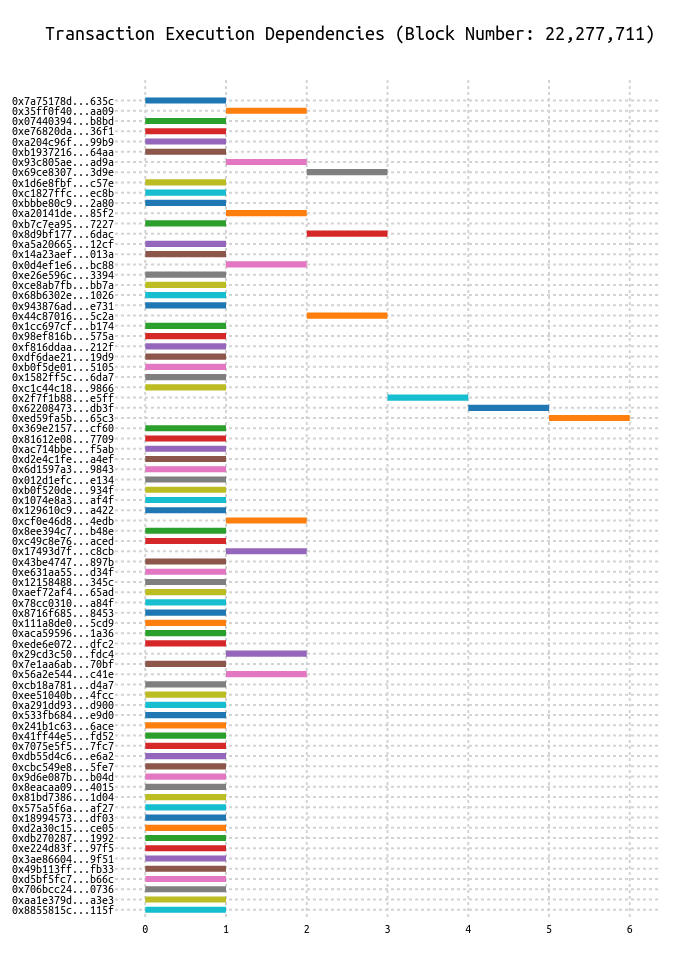 Transaction Execution Dependencies (Block Number: 22,277,711)
0x7a75178d...635c
0x35ff0f40...aa09
0x07440394...b8bd
0xe76820da...36f1
0xa204c96f...99b9
0xb1937216...64aa
0x93c805ae...ad9a
0x69ce8307...3d9e
0x1d6e8fbf...c57e
0xc1827ffc...ec8b
0xbbbe80c9...2a80
0xa20141de...85f2
0xb7c7ea95...7227
0x8d9bf177...6dac
0xa5a20665...12cf
0x14a23aef...013a
0x0d4ef1e6...bc88
0xe26e596c...3394
0xce8ab7fb...bb7a
0x68b6302e...1026
0x943876ad...e731
0x44c87016...5c2a
0x1cc697cf...b174
0x98ef816b...575a
0xf816ddaa...212f
0xdf6dae21...19d9
0xb0f5de01...5105
0x1582ff5c...6da7
0xc1c44c18...9866
0x2f7f1b88...e5ff
0x62208473...db3f
0xed59fa5b...65c3
0x369e2157...cf60
0x81612e08...7709
0xac714bbe...f5ab
0xd2e4c1fe...a4ef
0x6d1597a3...9843
0x012d1efc...e134
0xb0f520de...934f
0x1074e8a3...af4f
0x129610c9...a422
0xcf0e46d8...4edb
0x8ee394c7...b48e
0xc49c8e76...aced
0x17493d7f...c8cb
0x43be4747...897b
0xe631aa55...d34f
0x12158488...345c
0xaef72af4...65ad
0x78cc0310...a84f
0x8716f685...8453
0x111a8de0...5cd9
0xaca59596...1a36
0xede6e072...dfc2
0x29cd3c50...fdc4
0x7e1aa6ab...70bf
0x56a2e544...c41e
0xcb18a781...d4a7
0xee51040b...4fcc
0xa291dd93...d900
0x533fb684...e9d0
0x241b1c63...6ace
0x41ff44e5...fd52
0x7075e5f5...7fc7
0xdb55d4c6...e6a2
0xcbc549e8...5fe7
0x9d6e087b...b04d
0x8eacaa09...4015
0x81bd7386...1d04
0x575a5f6a...af27
0x18994573...df03
0xd2a30c15...ce05
0xdb270287...1992
0xe224d83f...97f5
0x3ae86604...9f51
0x49b113ff...fb33
0xd5bf5fc7...b66c
0x706bcc24...0736
0xaa1e379d...a3e3
0x8855815c...115f
0 1 2 3 4 5 6